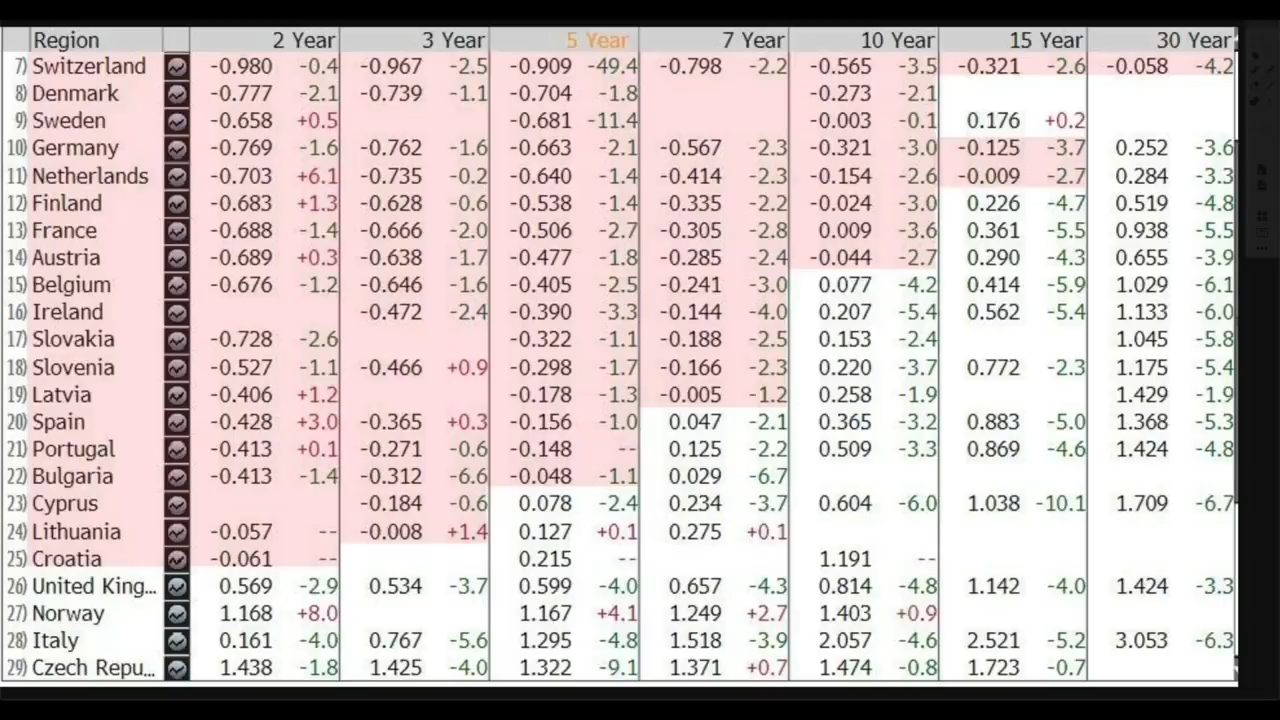 Region 2 Year 3 Year 5 Year 7 Year 10 Year 15 Year 30 Year
7) Switzerland -0.980 -0.4 -0.967 -2.5 -0.909 -49.4 -0.798 -2.2 -0.565 -3.5 -0.321 -2.6 -0.058 -4.2
8) Denmark -0.777 -2.1 -0.739 -1.1 -0.704 -1.8 -0.273 -2.1
9) Sweden -0.658 +0.5 -0.681 -11.4 -0.003 -0.1 0.176 +0.2
10) Germany -0.769 -1.6 -0.762 -1.6 -0.663 -2.1 -0.567 -2.3 -0.321 -3.0 -0.125 -3.7 0.252 -3.6
11) Netherlands -0.703 +6.1 -0.735 -0.2 -0.640 -1.4 -0.414 -2.3 -0.154 -2.6 -0.009 -2.7 0.284 -3.3
12) Finland -0.683 +1.3 -0.628 -0.6 -0.538 -1.4 -0.335 -2.2 -0.024 -3.0 0.226 -4.7 0.519 -4.8
13) France -0.688 -1.4 -0.666 -2.0 -0.506 -2.7 -0.305 -2.8 0.009 -3.6 0.361 -5.5 0.938 -5.5
14) Austria -0.689 +0.3 -0.638 -1.7 -0.477 -1.8 -0.285 -2.4 -0.044 -2.7 0.290 -4.3 0.655 -3.9
15) Belgium -0.676 -1.2 -0.646 -1.6 -0.405 -2.5 -0.241 -3.0 0.077 -4.2 0.414 -5.9 1.029 -6.1
16) Ireland -0.472 -2.4 -0.390 -3.3 -0.144 -4.0 0.207 -5.4 0.562 -5.4 1.133 -6.0
17) Slovakia -0.728 -2.6 -0.322 -1.1 -0.188 -2.5 0.153 -2.4 1.045 -5.8
18) Slovenia -0.527 -1.1 -0.466 +0.9 -0.298 -1.7 -0.166 -2.3 0.220 -3.7 0.772 -2.3 1.175 -5.4
19) Latvia -0.406 +1.2 -0.178 -1.3 -0.005 -1.2 0.258 -1.9 1.429 -1.9
20) Spain -0.428 +3.0 -0.365 +0.3 -0.156 -1.0 0.047 -2.1 0.365 -3.2 0.883 -5.0 1.368 -5.3
21) Portugal -0.413 +0.1 -0.271 -0.6 -0.148 -- 0.125 -2.2 0.509 -3.3 0.869 -4.6 1.424 -4.8
22) Bulgaria -0.413 -1.4 -0.312 -6.6 -0.048 -1.1 0.029 -6.7
23) Cyprus -0.184 -0.6 0.078 -2.4 0.234 -3.7 0.604 -6.0 1.038 -10.1 1.709 -6.7
24) Lithuania -0.057 -- -0.008 +1.4 0.127 +0.1 0.275 +0.1
25) Croatia -0.061 -- 0.215 -- 1.191 --
26) United King... 0.569 -2.9 0.534 -3.7 0.599 -4.0 0.657 -4.3 0.814 -4.8 1.142 -4.0 1.424 -3.3
27) Norway 1.168 +8.0 1.167 +4.1 1.249 +2.7 1.403 +0.9
28) Italy 0.161 -4.0 0.767 -5.6 1.295 -4.8 1.518 -3.9 2.057 -4.6 2.521 -5.2 3.053 -6.3
29) Czech Repu... 1.438 -1.8 1.425 -4.0 1.322 -9.1 1.371 +0.7 1.474 -0.8 1.723 -0.7